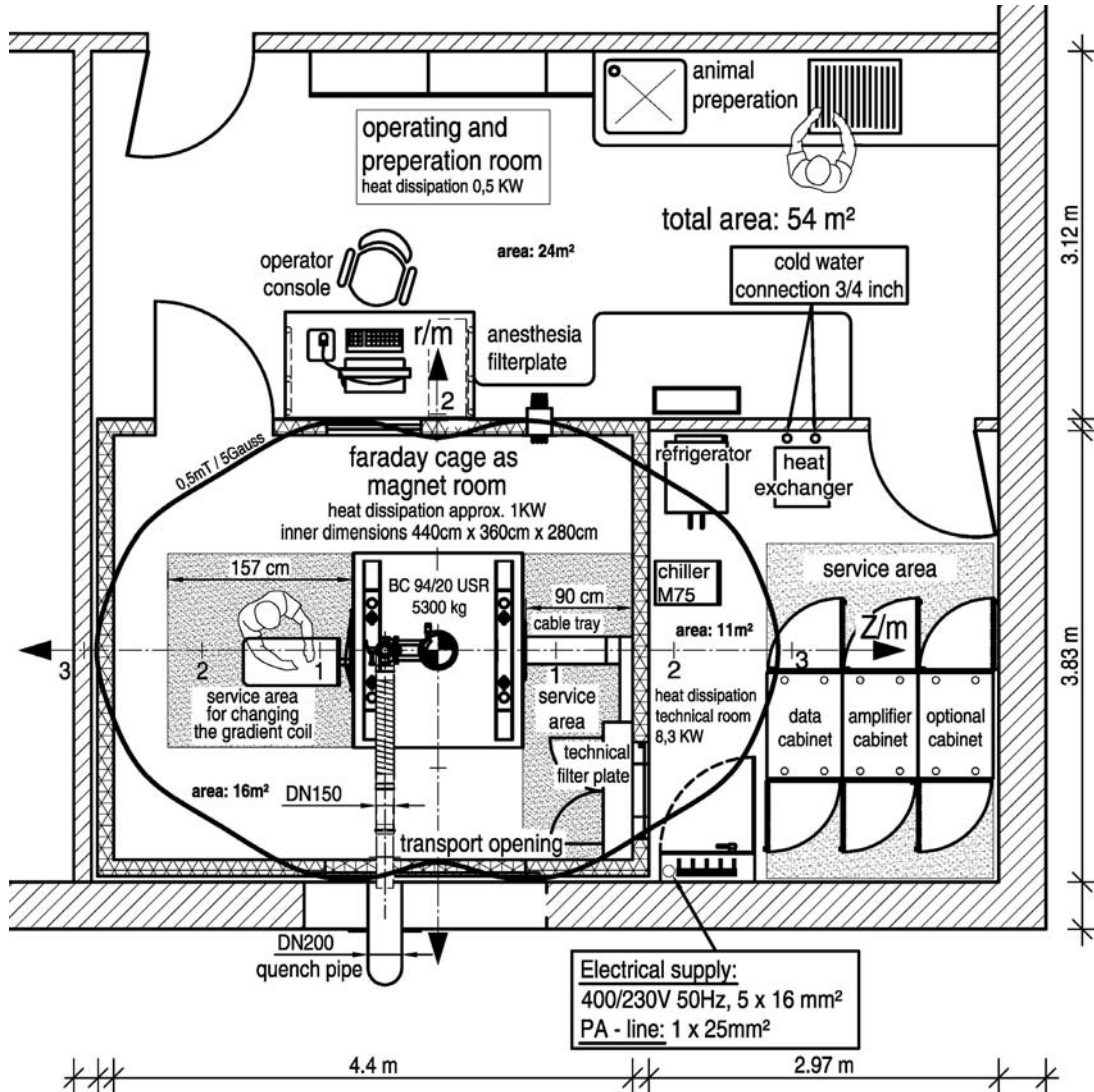 animal
preperation
operating and
preperation room
heat dissipation 0,5 KW
total area: 54 m²
area: 24m²
operator
console
cold water
connection 3/4 inch
3.12 m
r/m
2
anesthesia
filterplate
0,5mT / 5Gauss
faraday cage as
magnet room
heat dissipation approx. 1KW
inner dimensions 440cm x 360cm x 280cm
refrigerator
heat
exchanger
157 cm
BC 94/20 USR
5300 kg
90 cm
cable tray
chiller
M75
service area
area: 11m²
Z/m
3
2
1
1
2
3
service area
for changing
the gradient coil
service
area
heat dissipation
technical room
8,3 KW
data
cabinet
amplifier
cabinet
optional
cabinet
3.83 m
technical
filter plate
area: 16m²
DN150
transport opening
DN200
quench pipe
Electrical supply:
400/230V 50Hz, 5 x 16 mm²
PA - line: 1 x 25mm²
4.4 m
2.97 m